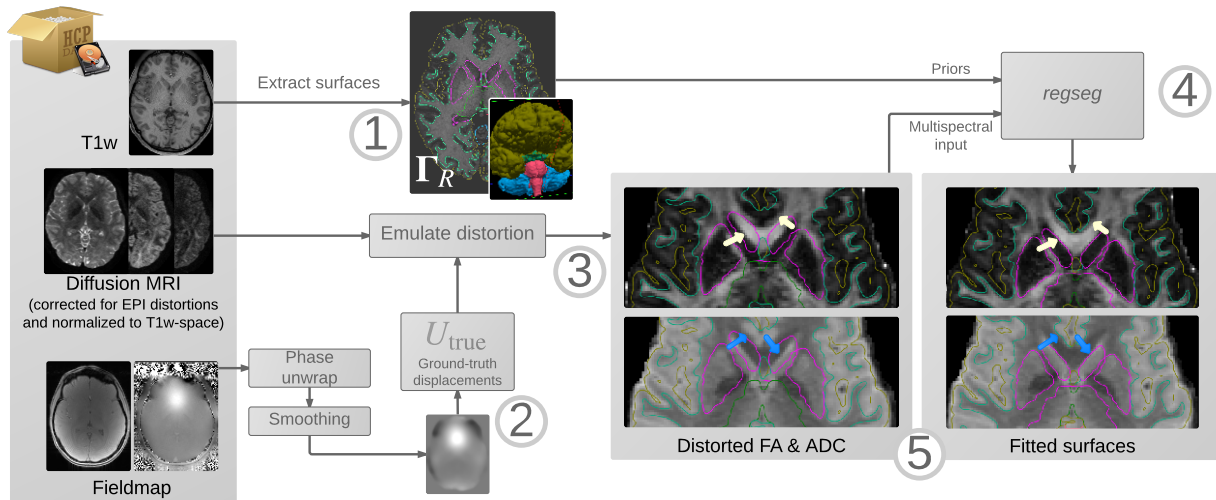 HCP
DATA
T1w
Extract surfaces
1
Γ_R
Priors
regseg
4
Multispectral
input
Diffusion MRI
(corrected for EPI distortions
and normalized to T1w-space)
Emulate distortion
3
U_true
Ground-truth
displacements
2
Phase
unwrap
Smoothing
Fieldmap
Distorted FA & ADC
5
Fitted surfaces